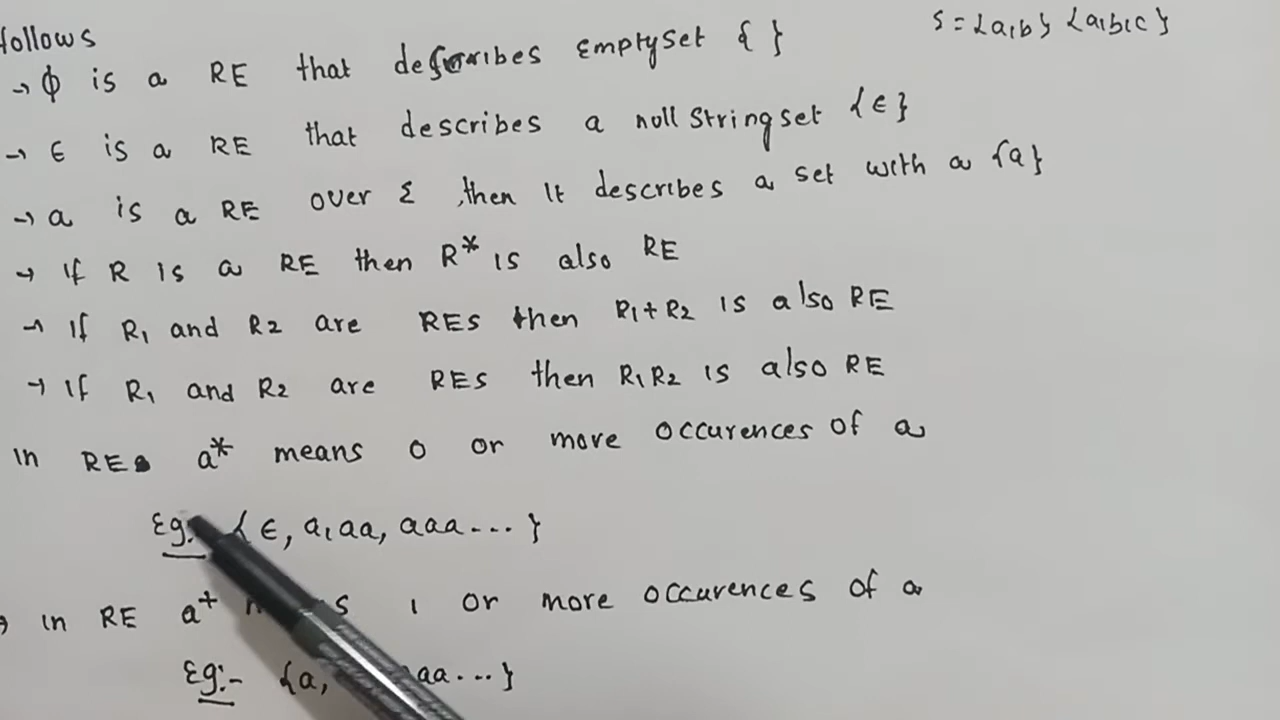 follows
S = {a,b} {a,b,c}
→ ϕ is a RE that describes emptyset { }
→ ϵ is a RE that describes a null string set {ϵ}
→ a is a RE over Σ, then It describes a set with a {a}
→ If R is a RE then R* is also RE
→ If R1 and R2 are REs then R1+R2 is also RE
→ If R1 and R2 are REs then R1R2 is also RE
In RE a* means 0 or more occurences of a
Eg:- { ϵ, a, aa, aaa--- }
→ In RE a+ 1 or more occurences of a
Eg:- {a, aa...}